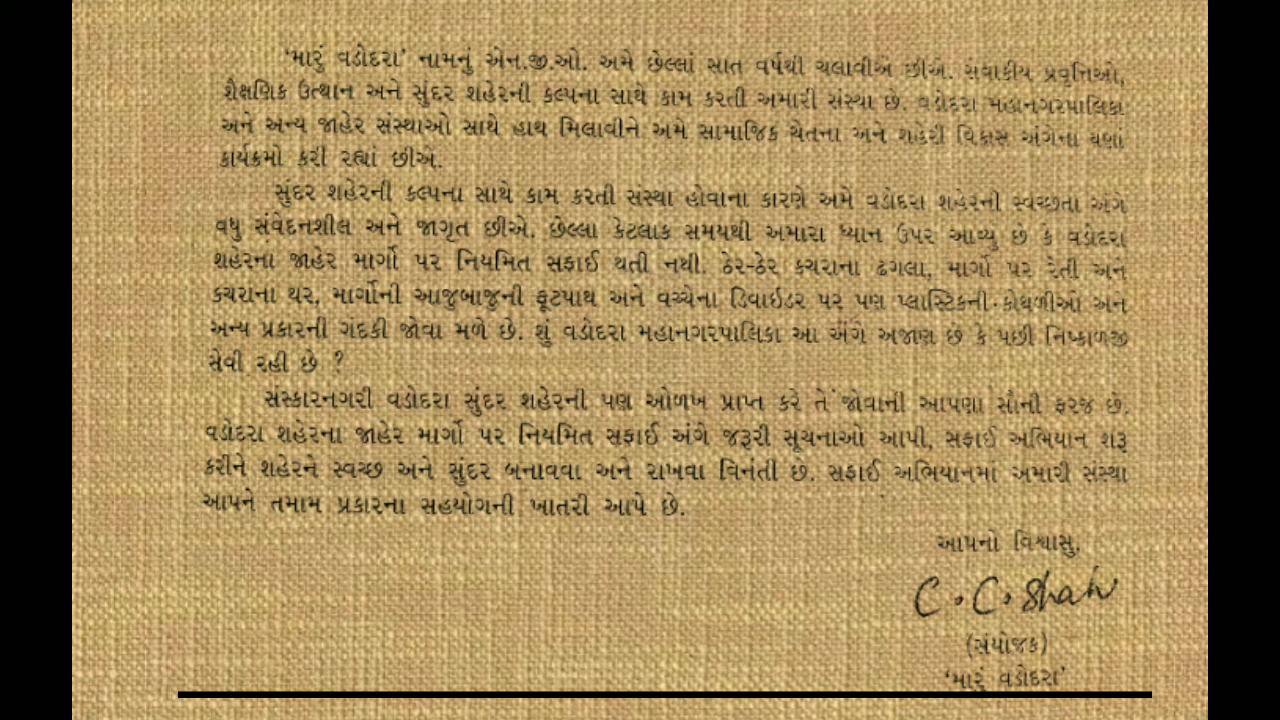 ‘મારું વડોદરા’ નામનું એન.જી.ઓ. અમે છેલ્લાં સાત વર્ષથી ચલાવીએ છીએ. સેવાકીય પ્રવૃત્તિઓ,
શૈક્ષણિક ઉત્થાન અને સુંદર શહેરની કલ્પના સાથે કામ કરતી અમારી સંસ્થા છે. વડોદરા મહાનગરપાલિકા
અને અન્ય જાહેર સંસ્થાઓ સાથે હાથ મિલાવીને અમે સામાજિક ચેતના અને શહેરી વિકાસ અંગેના ઘણાં
કાર્યક્રમો કરી રહ્યાં છીએ.
સુંદર શહેરની કલ્પના સાથે કામ કરતી સંસ્થા હોવાના કારણે અમે વડોદરા શહેરની સ્વચ્છતા અંગે
વધુ સંવેદનશીલ અને જાગૃત છીએ. છેલ્લા કેટલાક સમયથી અમારા ધ્યાન ઉપર આવ્યુ છે કે વડોદરા
શહેરના જાહેર માર્ગો પર નિયમિત સફાઈ થતી નથી. ઠેર-ઠેર કચરાના ઢગલા, માર્ગો પર રેતી અને
કચરાના થર, માર્ગોની આજુબાજુની ફૂટપાથ અને વચ્ચેના ડિવાઇડર પર પણ પ્લાસ્ટિકની કોથળીઓ અને
અન્ય પ્રકારની ગંદકી જોવા મળે છે. શું વડોદરા મહાનગરપાલિકા આ અંગે અજાણ છે કે પછી નિષ્કાળજી
સેવી રહી છે ?
સંસ્કારનગરી વડોદરા સુંદર શહેરની પણ ઓળખ પ્રાપ્ત કરે તે જોવાની આપણા સૌની ફરજ છે.
વડોદરા શહેરના જાહેર માર્ગો પર નિયમિત સફાઈ અંગે જરૂરી સૂચનાઓ આપી, સફાઈ અભિયાન શરૂ
કરીને શહેરને સ્વચ્છ અને સુંદર બનાવવા અને રાખવા વિનંતી છે. સફાઈ અભિયાનમાં અમારી સંસ્થા
આપને તમામ પ્રકારના સહયોગની ખાતરી આપે છે.
આપનો વિશ્વાસુ,
C. C. Shah
(સંયોજક)
‘મારું વડોદરા’